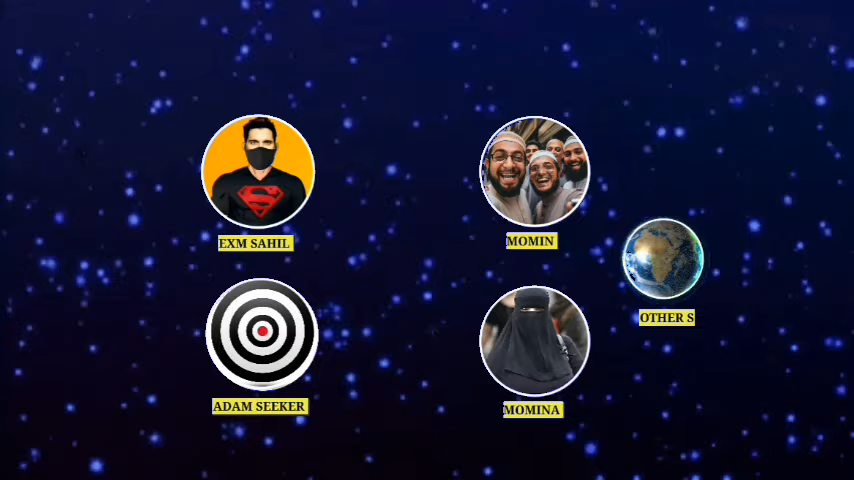 EXM SAHIL
MOMIN
OTHER S
ADAM SEEKER
MOMINA